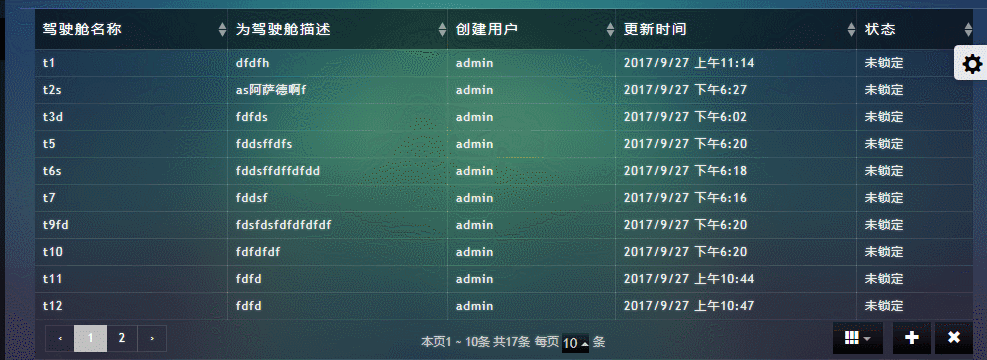 驾驶舱名称 为驾驶舱描述 创建用户 更新时间 状态
t1 dfdfh admin 2017/9/27 上午11:14 未锁定
t2s as阿萨德啊f admin 2017/9/27 下午6:27 未锁定
t3d fdfds admin 2017/9/27 下午6:02 未锁定
t5 fddsffdfs admin 2017/9/27 下午6:20 未锁定
t6s fddsffdffdfdd admin 2017/9/27 下午6:18 未锁定
t7 fddsf admin 2017/9/27 下午6:16 未锁定
t9fd fdsfdsfdfdfdfdf admin 2017/9/27 下午6:20 未锁定
t10 fdfdfdf admin 2017/9/27 下午6:20 未锁定
t11 fdfd admin 2017/9/27 上午10:44 未锁定
t12 fdfd admin 2017/9/27 上午10:47 未锁定
‹ 1 2 › 本页1 ~ 10条 共17条 每页 10 条